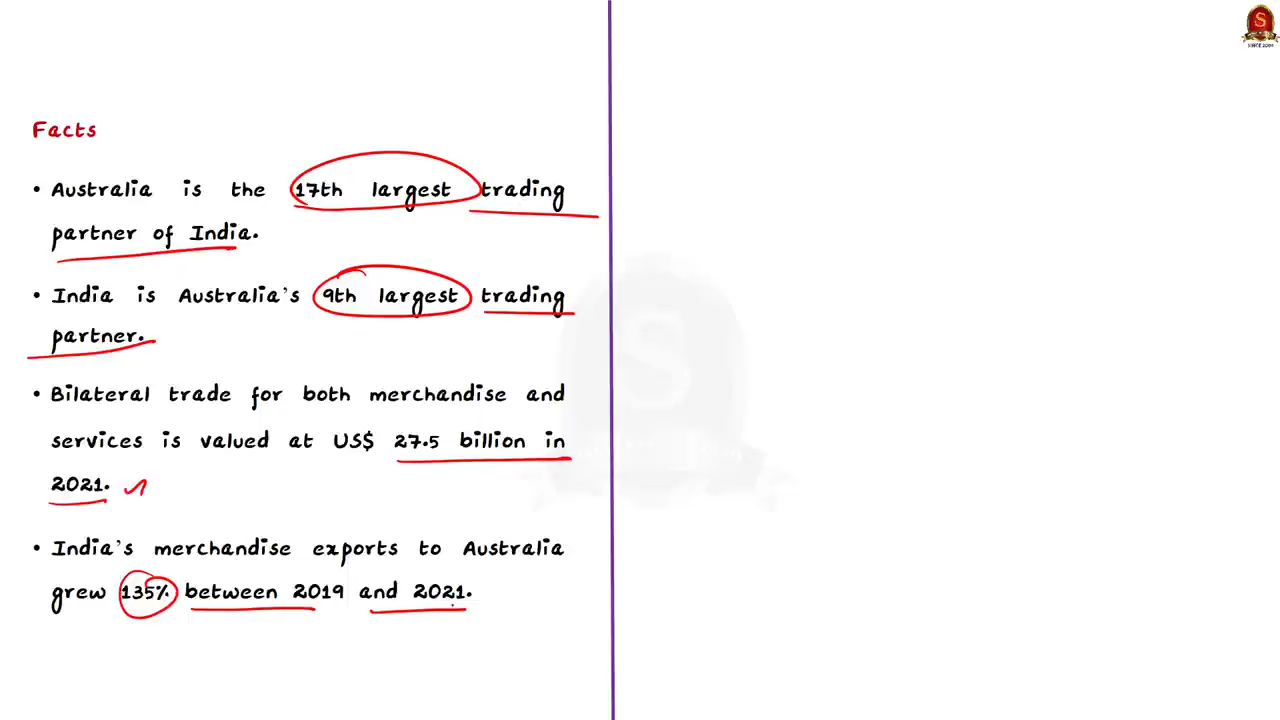 Facts
• Australia is the 17th largest trading
partner of India.
• India is Australia's 9th largest trading
partner.
• Bilateral trade for both merchandise and
services is valued at US$ 27.5 billion in
2021.
• India's merchandise exports to Australia
grew 135% between 2019 and 2021.
S
SINCE 2004
S